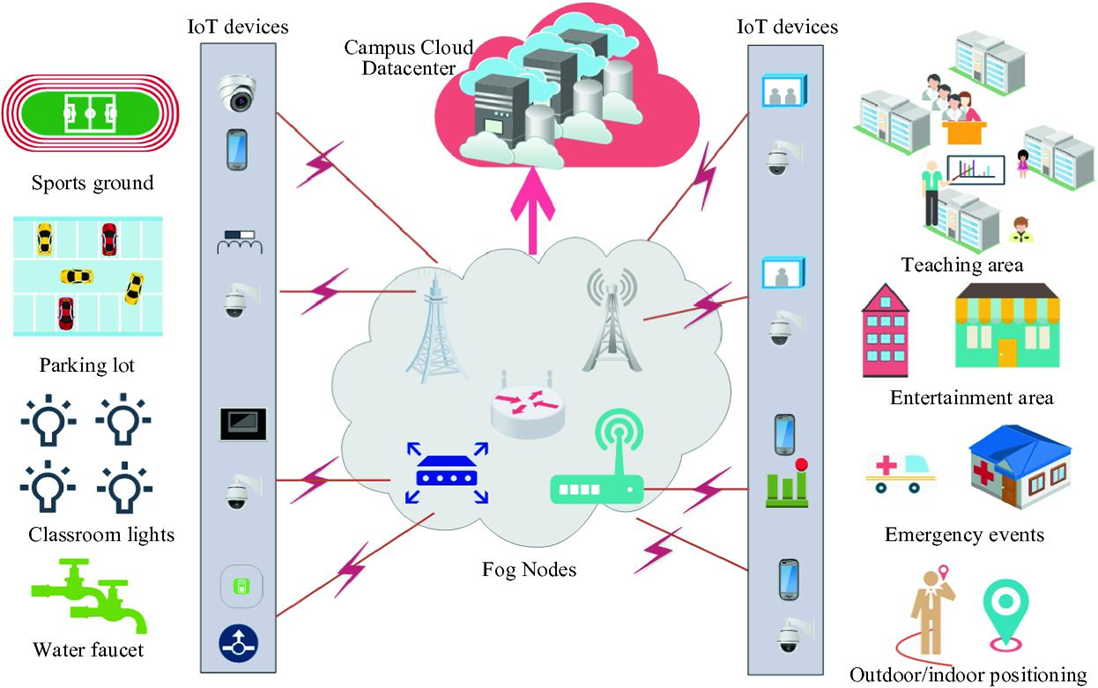 IoT devices
Campus Cloud
Datacenter
IoT devices
Sports ground
Parking lot
Classroom lights
Water faucet
Fog Nodes
Teaching area
Entertainment area
Emergency events
Outdoor/indoor positioning